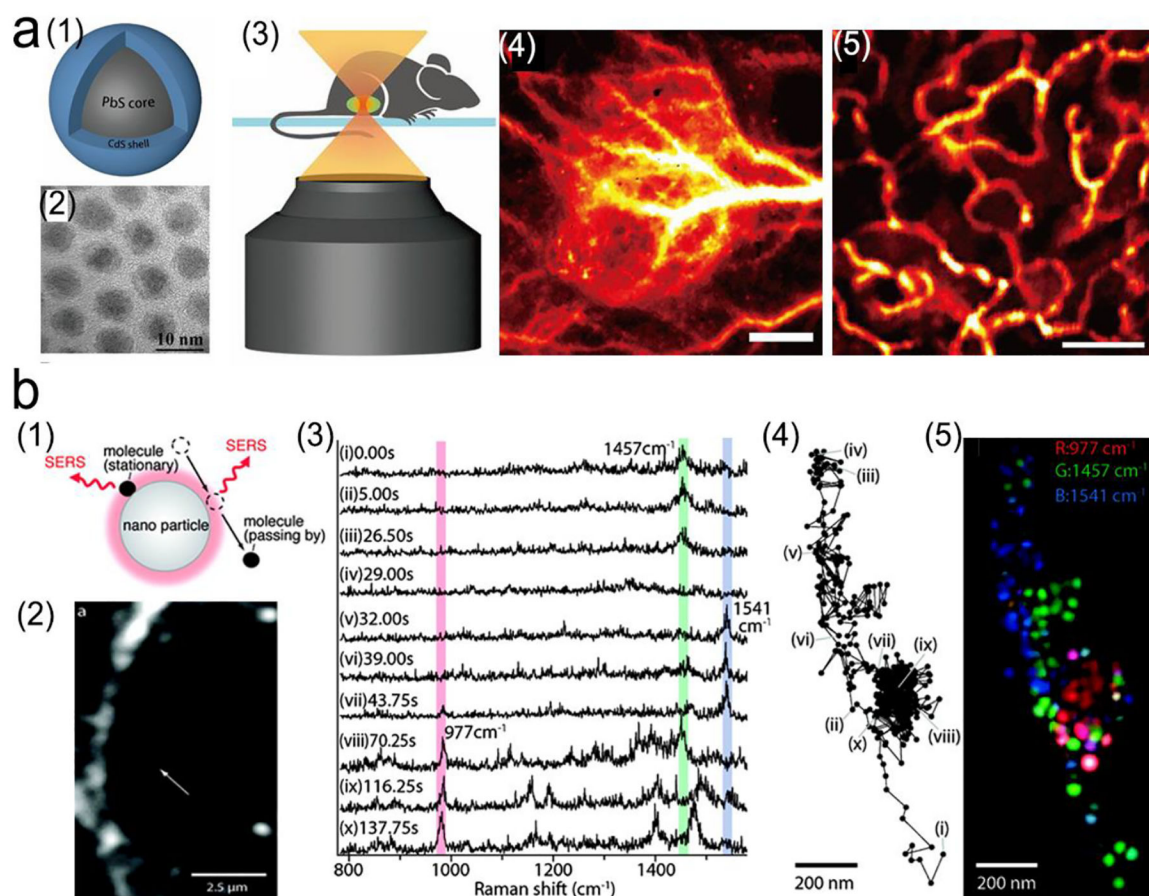 a
(1)
PbS core
CdS shell
(2)
10 nm
(3)
(4)
(5)
b
(1)
molecule
(stationary)
SERS
SERS
nano particle
molecule
(passing by)
(2)
a
2.5 μm
(3)
(i)0.00s
1457cm⁻¹
(ii)5.00s
(iii)26.50s
(iv)29.00s
(v)32.00s
1541
cm⁻¹
(vi)39.00s
(vii)43.75s
(viii)70.25s
977cm⁻¹
(ix)116.25s
(x)137.75s
800
1000
1200
1400
Raman shift (cm⁻¹)
(4)
(iv)
(iii)
(v)
(vi)
(vii)
(ix)
(ii)
(x)
(viii)
(i)
200 nm
(5)
R:977 cm⁻¹
G:1457 cm⁻¹
B:1541 cm⁻¹
200 nm